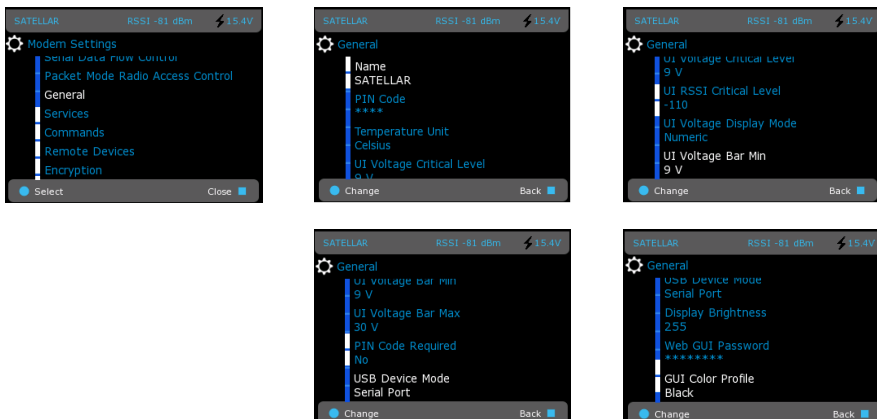 SATELLAR RSSI -81 dBm 15.4V
Modem Settings
Serial Data Flow Control
Packet Mode Radio Access Control
General
Services
Commands
Remote Devices
Encryption
Select Close
SATELLAR RSSI -81 dBm 15.4V
General
Name
SATELLAR
PIN Code
****
Temperature Unit
Celsius
UI Voltage Critical Level
9 V
Change Back
SATELLAR RSSI -81 dBm 15.4V
General
UI Voltage Critical Level
9 V
UI RSSI Critical Level
-110
UI Voltage Display Mode
Numeric
UI Voltage Bar Min
9 V
Change Back
SATELLAR RSSI -81 dBm 15.4V
General
UI Voltage Bar Min
9 V
UI Voltage Bar Max
30 V
PIN Code Required
No
USB Device Mode
Serial Port
Change Back
SATELLAR RSSI -81 dBm 15.4V
General
USB Device Mode
Serial Port
Display Brightness
255
Web GUI Password
********
GUI Color Profile
Black
Change Back